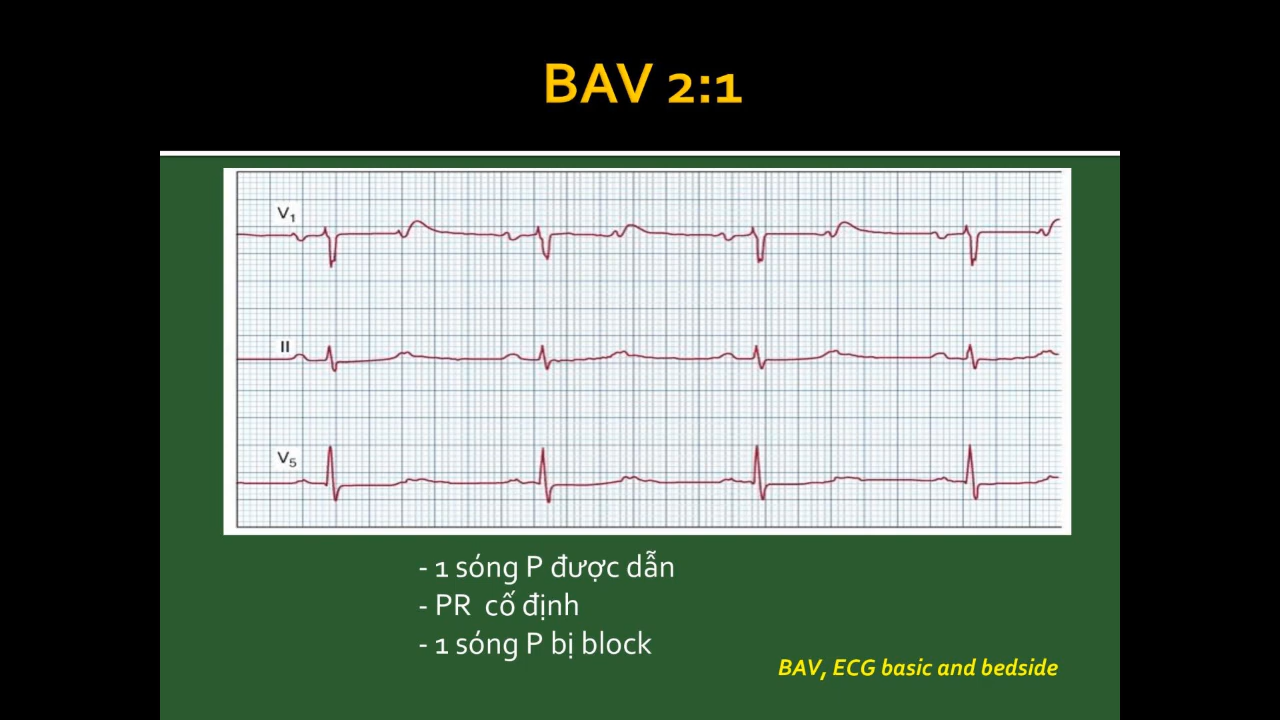 BAV 2:1
V₁
II
V₅
- 1 sóng P được dẫn
- PR cố định
- 1 sóng P bị block
BAV, ECG basic and bedside